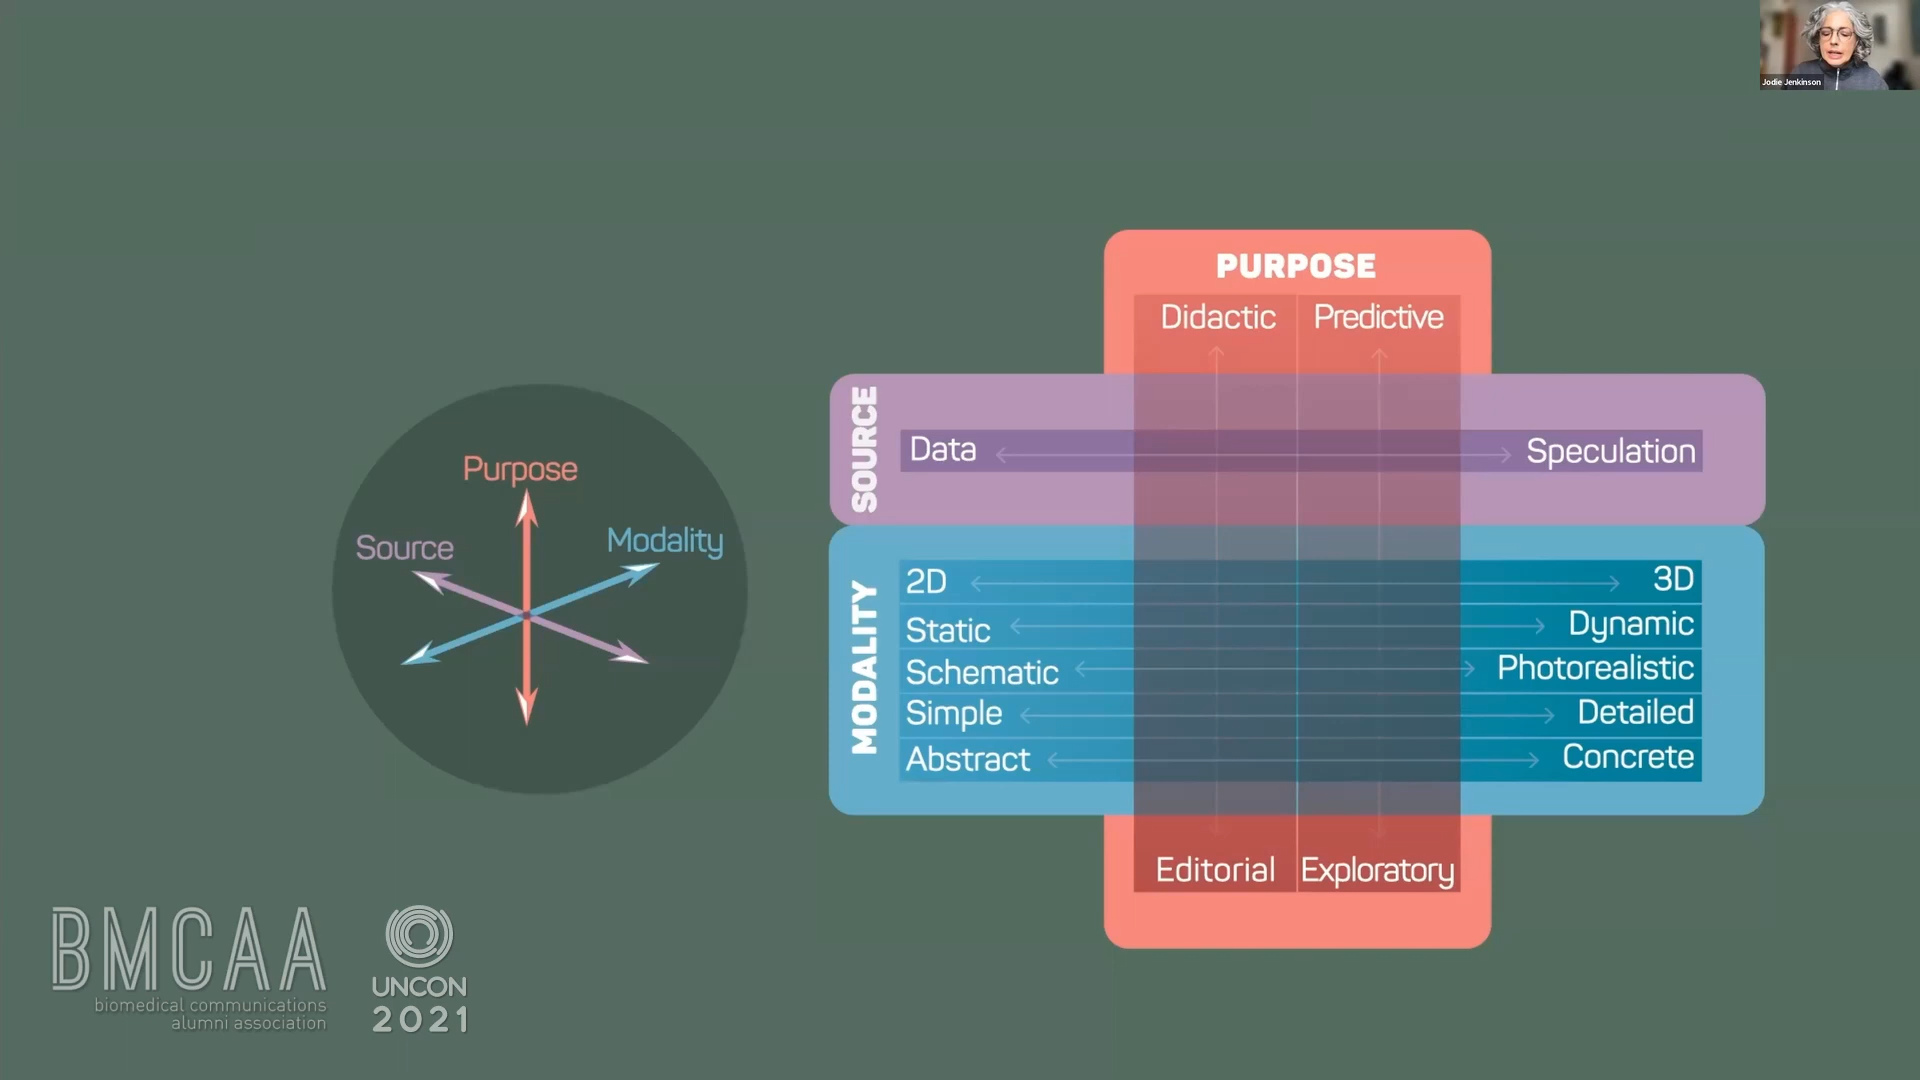 Jodie Jenkinson
Purpose
Source
Modality
PURPOSE
Didactic
Predictive
SOURCE
Data
Speculation
MODALITY
2D
3D
Static
Dynamic
Schematic
Photorealistic
Simple
Detailed
Abstract
Concrete
Editorial
Exploratory
BMCAA
biomedical communications
alumni association
UNCON
2021